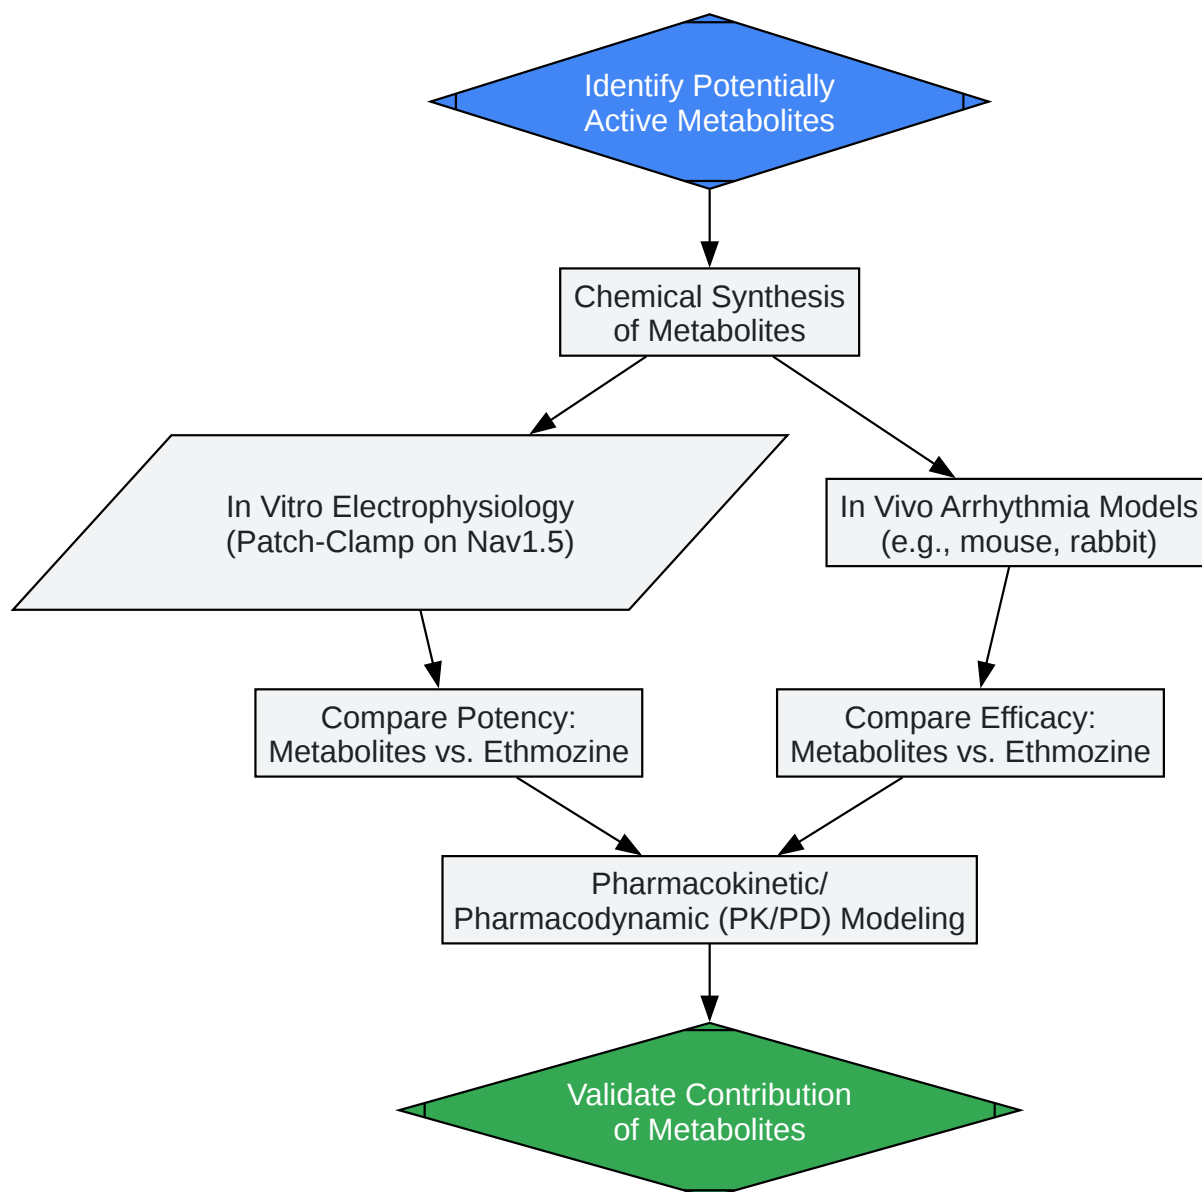 Identify Potentially
Active Metabolites
Chemical Synthesis
of Metabolites
In Vitro Electrophysiology
(Patch-Clamp on Nav1.5)
In Vivo Arrhythmia Models
(e.g., mouse, rabbit)
Compare Potency:
Metabolites vs. Ethmozine
Compare Efficacy:
Metabolites vs. Ethmozine
Pharmacokinetic/
Pharmacodynamic (PK/PD) Modeling
Validate Contribution
of Metabolites